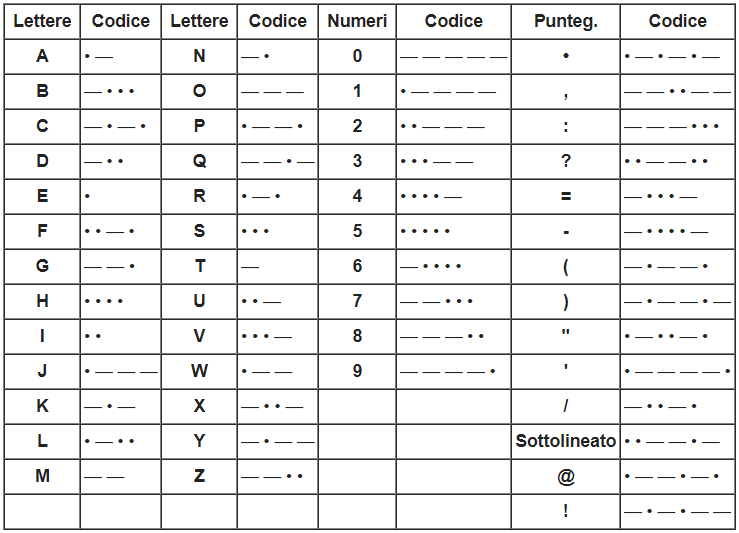 Lettere Codice Lettere Codice Numeri Codice Punteg. Codice
A • — N — • 0 — — — — — • • — • — • —
B — • • • O — — — 1 • — — — — , — — • • — —
C — • — • P • — — • 2 • • — — — : — — — • • •
D — • • Q — — • — 3 • • • — — ? • • — — • •
E • R • — • 4 • • • • — = — • • • —
F • • — • S • • • 5 • • • • • - — • • • • —
G — — • T — 6 — • • • • ( — • — — •
H • • • • U • • — 7 — — • • • ) — • — — • —
I • • V • • • — 8 — — — • • " • — • • — •
J • — — — W • — — 9 — — — — • ' • — — — — •
K — • — X — • • — / — • • — •
L • — • • Y — • — — Sottolineato • • — — • —
M — — Z — — • • @ • — — • — •
! — • — • — —